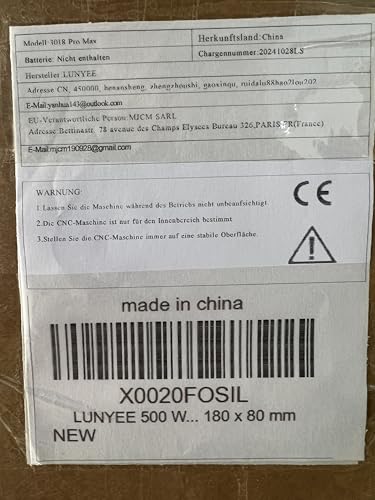 Modell:3018 Pro Max
Herkunftsland:China
Batterie: Nicht enthalten
Chargennummer:20241028LS
Hersteller LUNYEE
Adresse CN, 450000, henansheng, zhengzhoushi, gaoxinqu, ruidalu88hao2lou202
E-Mail:yanhua143@outlook.com
EU-Verantwortliche Person:MJCM SARL
Adresse:Bettinastr. 78 avenue des Champs Elysees Bureau 326,PARIS FR(France)
E-Mail:mjcm190928@gmail.com
WARNUNG:
1.Lassen Sie die Maschine während des Betriebs nicht unbeaufsichtigt
2.Die CNC-Maschine ist nur für den Innenbereich bestimmt
3.Stellen Sie die CNC-Maschine immer auf eine stabile Oberfläche.
CE
made in china
X0020FOSIL
LUNYEE 500 W... 180 x 80 mm
NEW